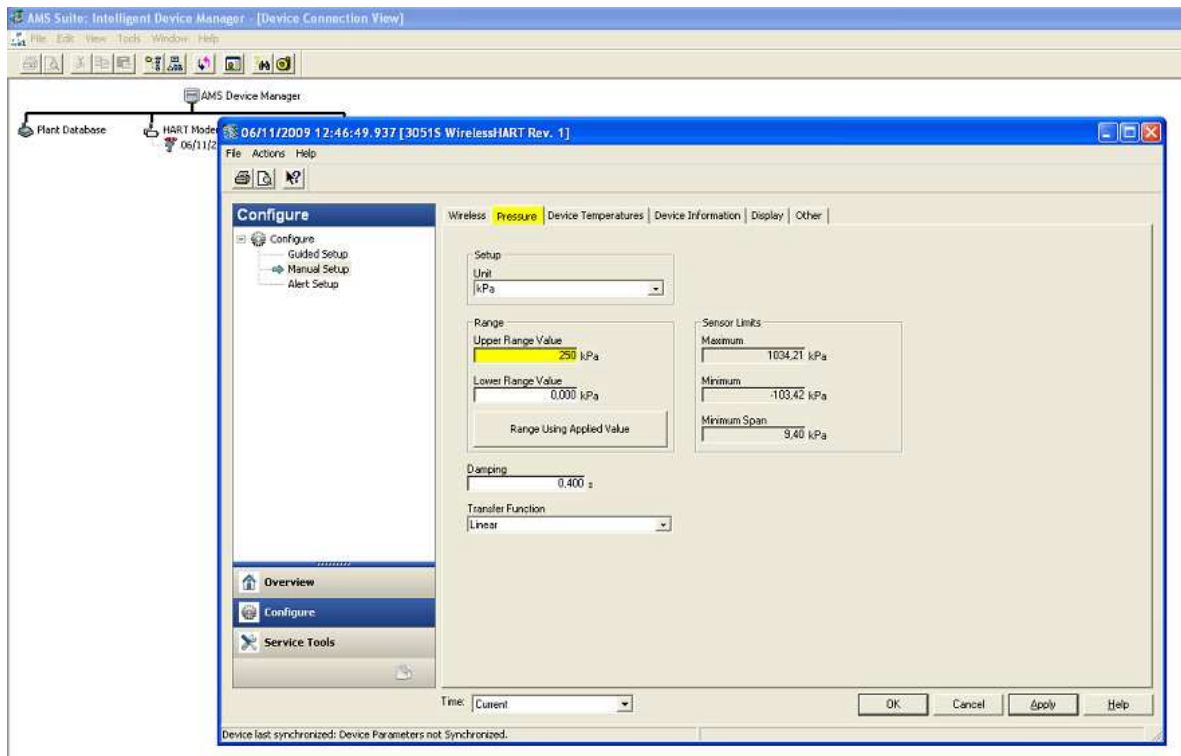 AMS Suite: Intelligent Device Manager - [Device Connection View]
File Edit View Tools Window Help
AMS Device Manager
Plant Database
HART Mode
06/11/2
06/11/2009 12:46:49.937 [3051S WirelessHART Rev. 1]
File Actions Help
Configure
Configure
Guided Setup
Manual Setup
Alert Setup
Overview
Configure
Service Tools
Wireless Pressure Device Temperatures Device Information Display Other
Setup
Unit
kPa
Range
Upper Range Value
250 kPa
Lower Range Value
0,000 kPa
Range Using Applied Value
Sensor Limits
Maximum
1034,21 kPa
Minimum
-103,42 kPa
Minimum Span
9,40 kPa
Damping
0,400 s
Transfer Function
Linear
Time: Current
OK Cancel Apply Help
Device last synchronized: Device Parameters not Synchronized.